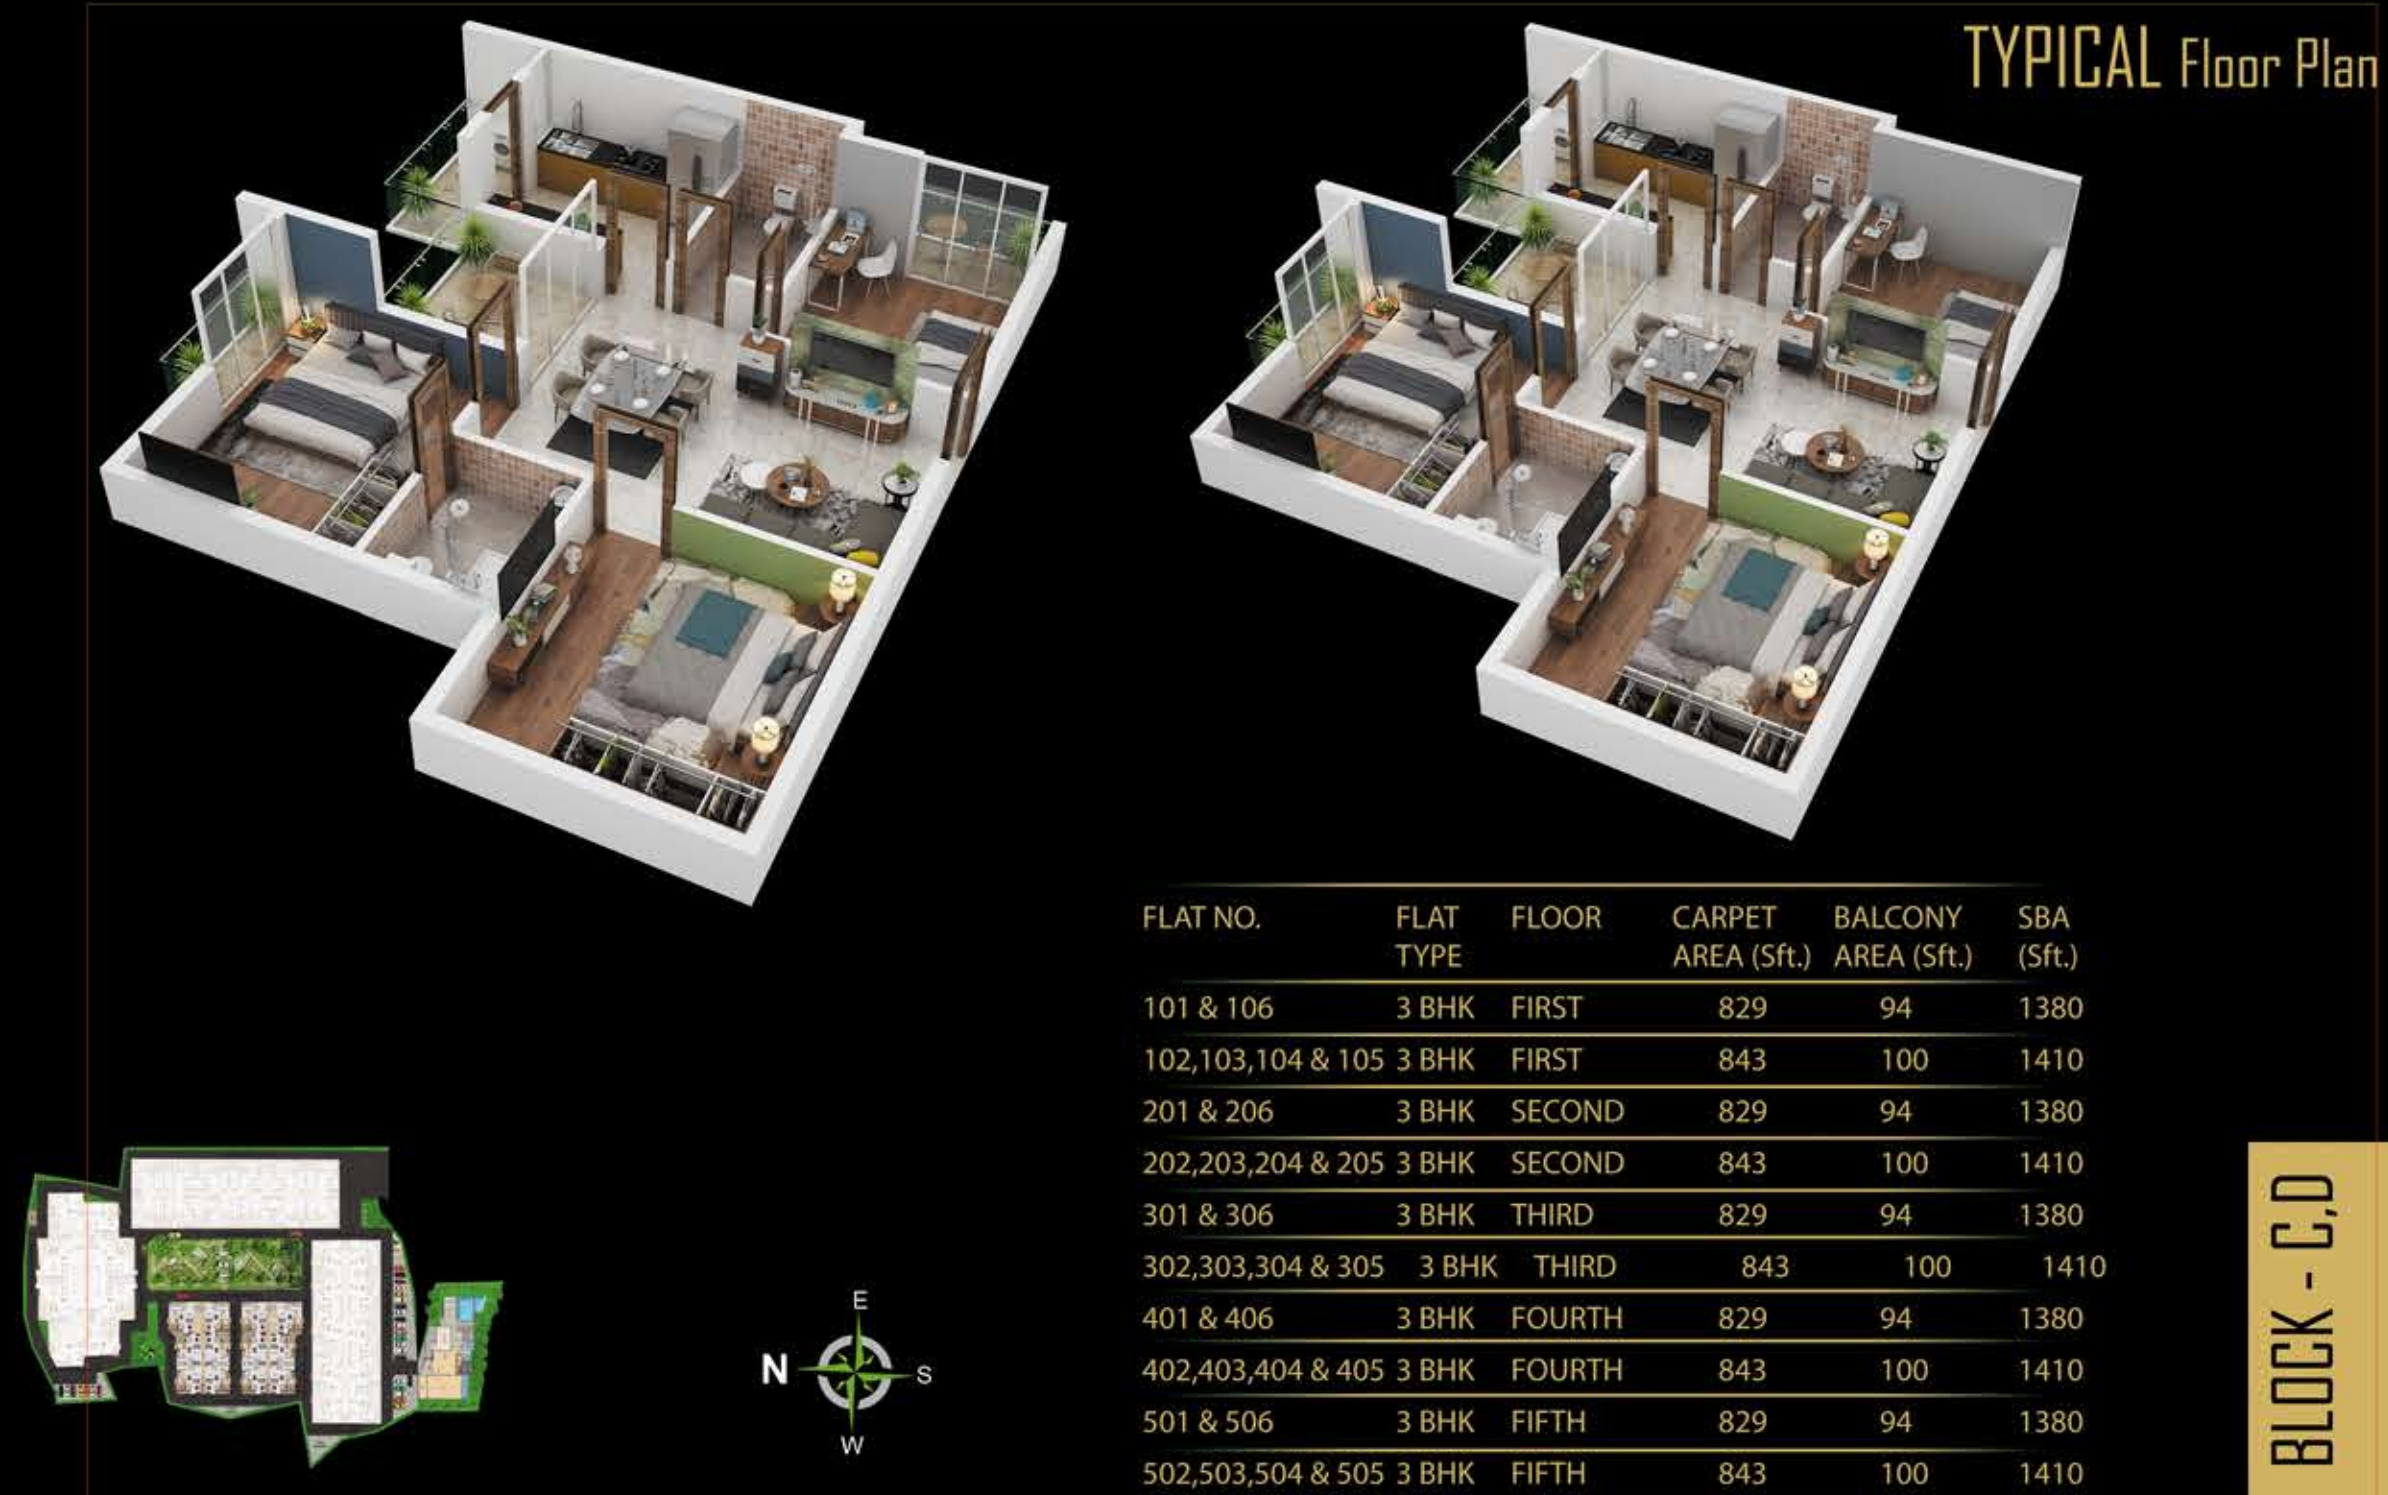 TYPICAL Floor Plan
FLAT NO. FLAT TYPE FLOOR CARPET AREA (Sft.) BALCONY AREA (Sft.) SBA (Sft.)
101 & 106 3 BHK FIRST 829 94 1380
102,103,104 & 105 3 BHK FIRST 843 100 1410
201 & 206 3 BHK SECOND 829 94 1380
202,203,204 & 205 3 BHK SECOND 843 100 1410
301 & 306 3 BHK THIRD 829 94 1380
302,303,304 & 305 3 BHK THIRD 843 100 1410
401 & 406 3 BHK FOURTH 829 94 1380
402,403,404 & 405 3 BHK FOURTH 843 100 1410
501 & 506 3 BHK FIFTH 829 94 1380
502,503,504 & 505 3 BHK FIFTH 843 100 1410
E
N S
W
BLOCK - C,D